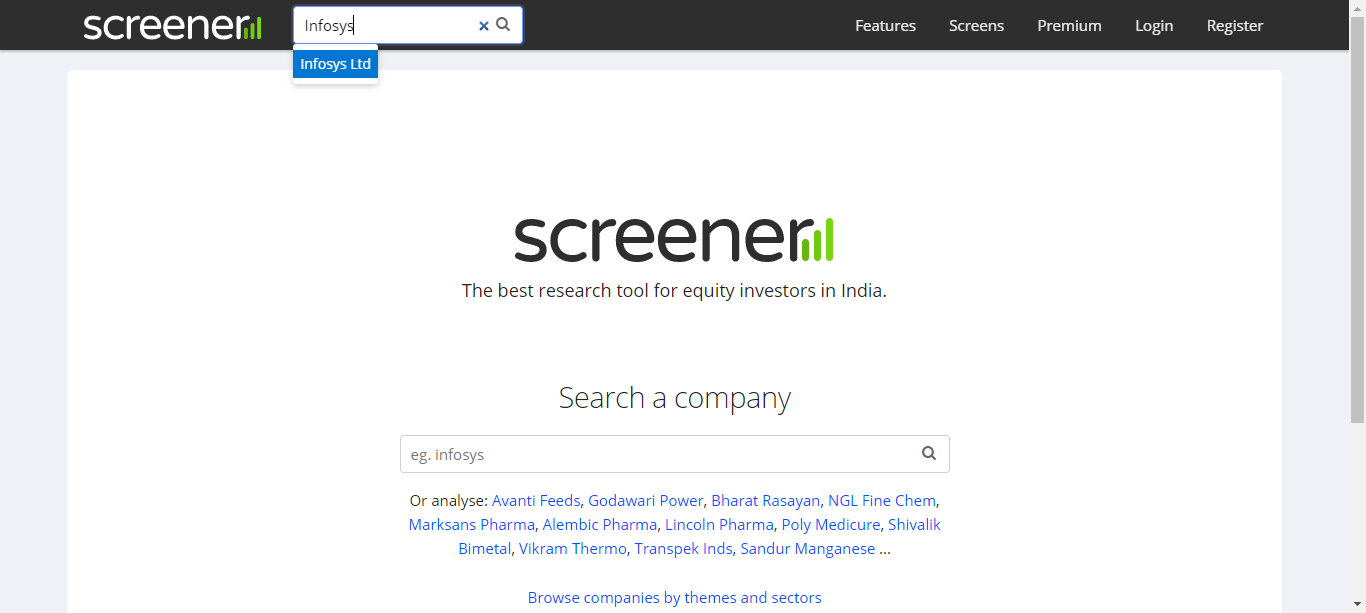 screener Infosys Features Screens Premium Login Register
Infosys Ltd
screener
The best research tool for equity investors in India.
Search a company
eg. infosys
Or analyse: Avanti Feeds, Godawari Power, Bharat Rasayan, NGL Fine Chem,
Marksans Pharma, Alembic Pharma, Lincoln Pharma, Poly Medicure, Shivalik
Bimetal, Vikram Thermo, Transpek Inds, Sandur Manganese ...
Browse companies by themes and sectors